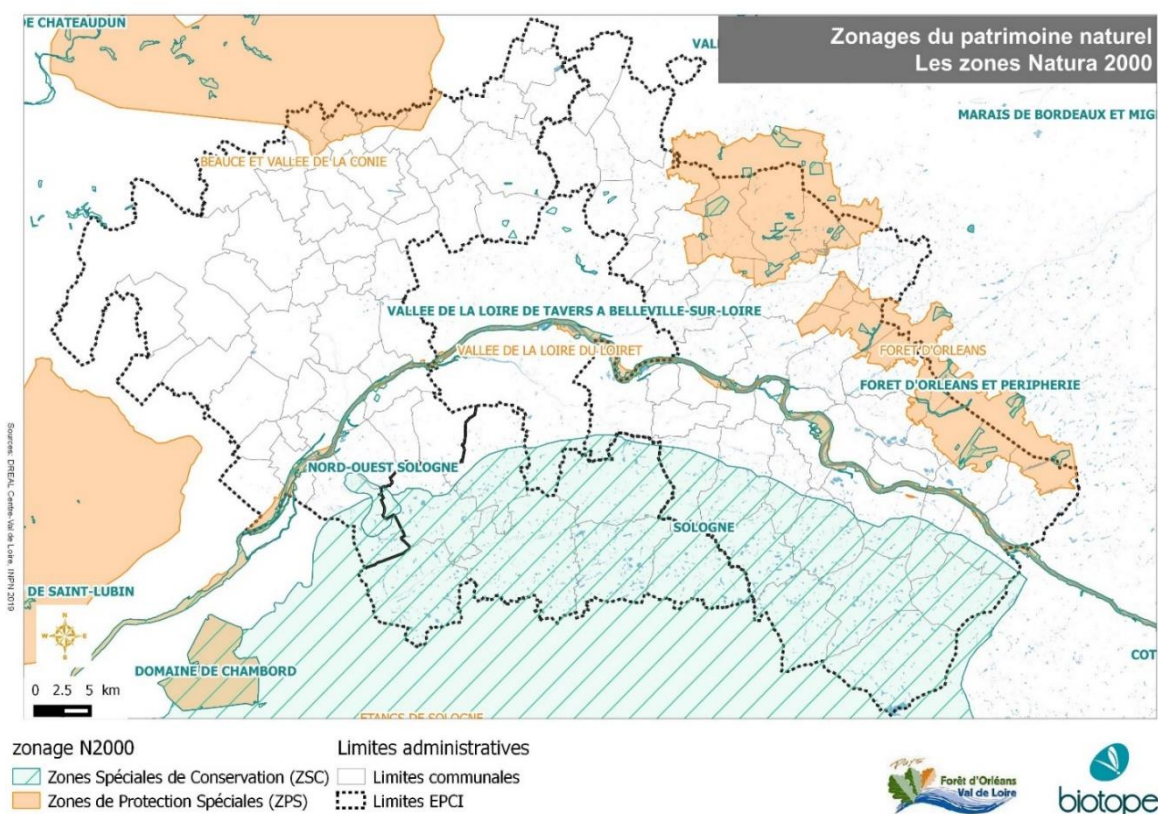 DE CHATEAUDUN
VALL
Zonages du patrimoine naturel
Les zones Natura 2000
MARAIS DE BORDEAUX ET MIG
BEAUCE ET VALLEE DE LA CONIE
VALLEE DE LA LOIRE DE TAVERS A BELLEVILLE-SUR-LOIRE
VALLEE DE LA LOIRE DU LOIRET
FORET D'ORLEANS
FORET D'ORLEANS ET PERIPHERIE
NORD-OUEST SOLOGNE
SOLOGNE
DE SAINT-LUBIN
N
W E
S
DOMAINE DE CHAMBORD
COT
0 2.5 5 km
ETANGS DE SOLOGNE
Sources: DREAL Centre-Val de Loire, INPN 2019
zonage N2000
Zones Spéciales de Conservation (ZSC)
Zones de Protection Spéciales (ZPS)
Limites administratives
Limites communales
Limites EPCI
Pays
Forêt d'Orléans
Val de Loire
biotope